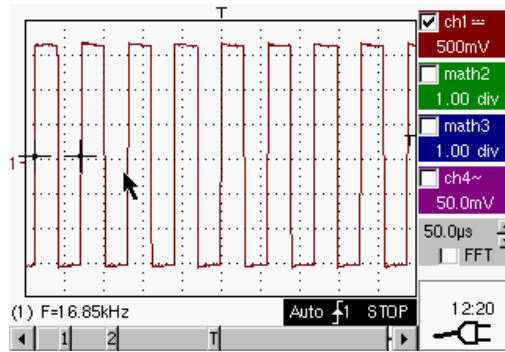 T
ch1
500mV
math2
1.00 div
math3
1.00 div
T
ch4~
50.0mV
1
50.0µs
FFT
(1) F=16.85kHz
Auto 1 STOP
12:20
1 2 T